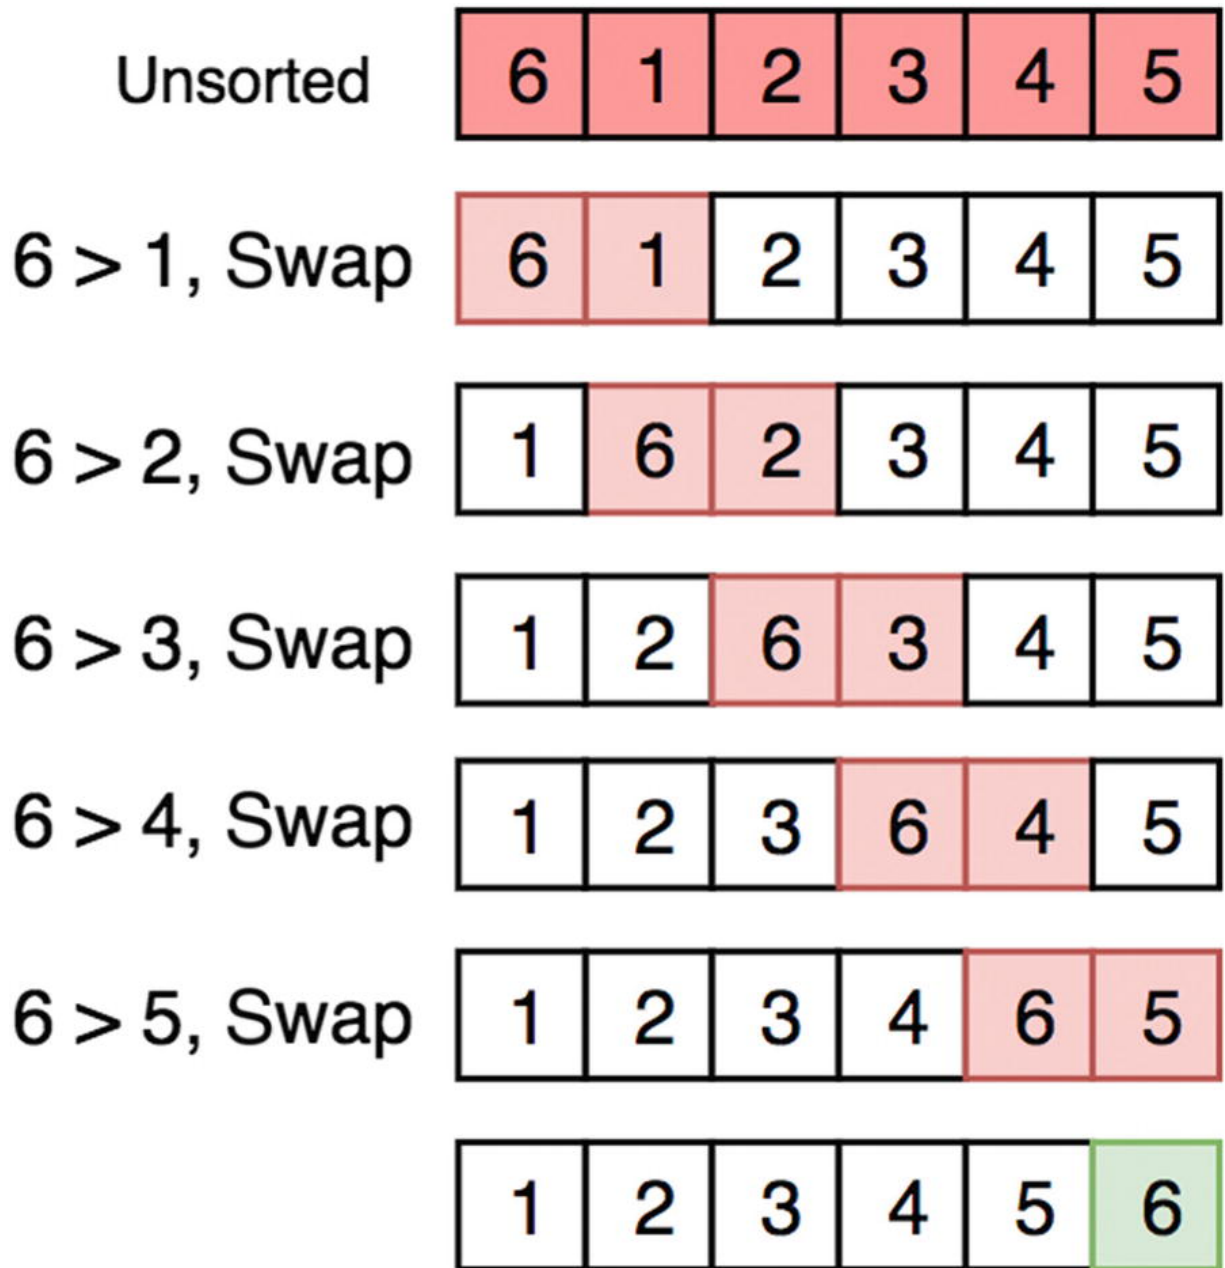 Unsorted 6 1 2 3 4 5
6 > 1, Swap 6 1 2 3 4 5
6 > 2, Swap 1 6 2 3 4 5
6 > 3, Swap 1 2 6 3 4 5
6 > 4, Swap 1 2 3 6 4 5
6 > 5, Swap 1 2 3 4 6 5
1 2 3 4 5 6